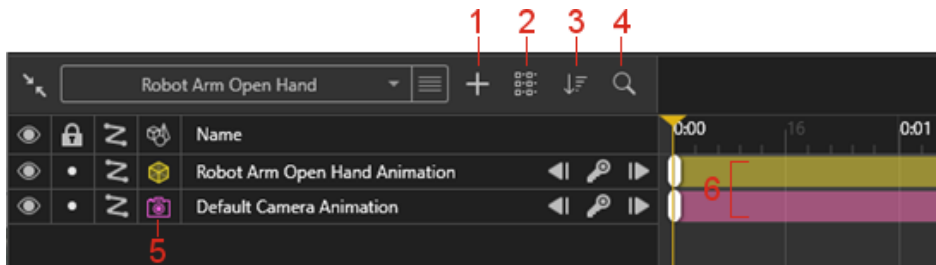 1 2 3 4
Robot Arm Open Hand
Name 0:00 16 0:01
Robot Arm Open Hand Animation
6
Default Camera Animation
5